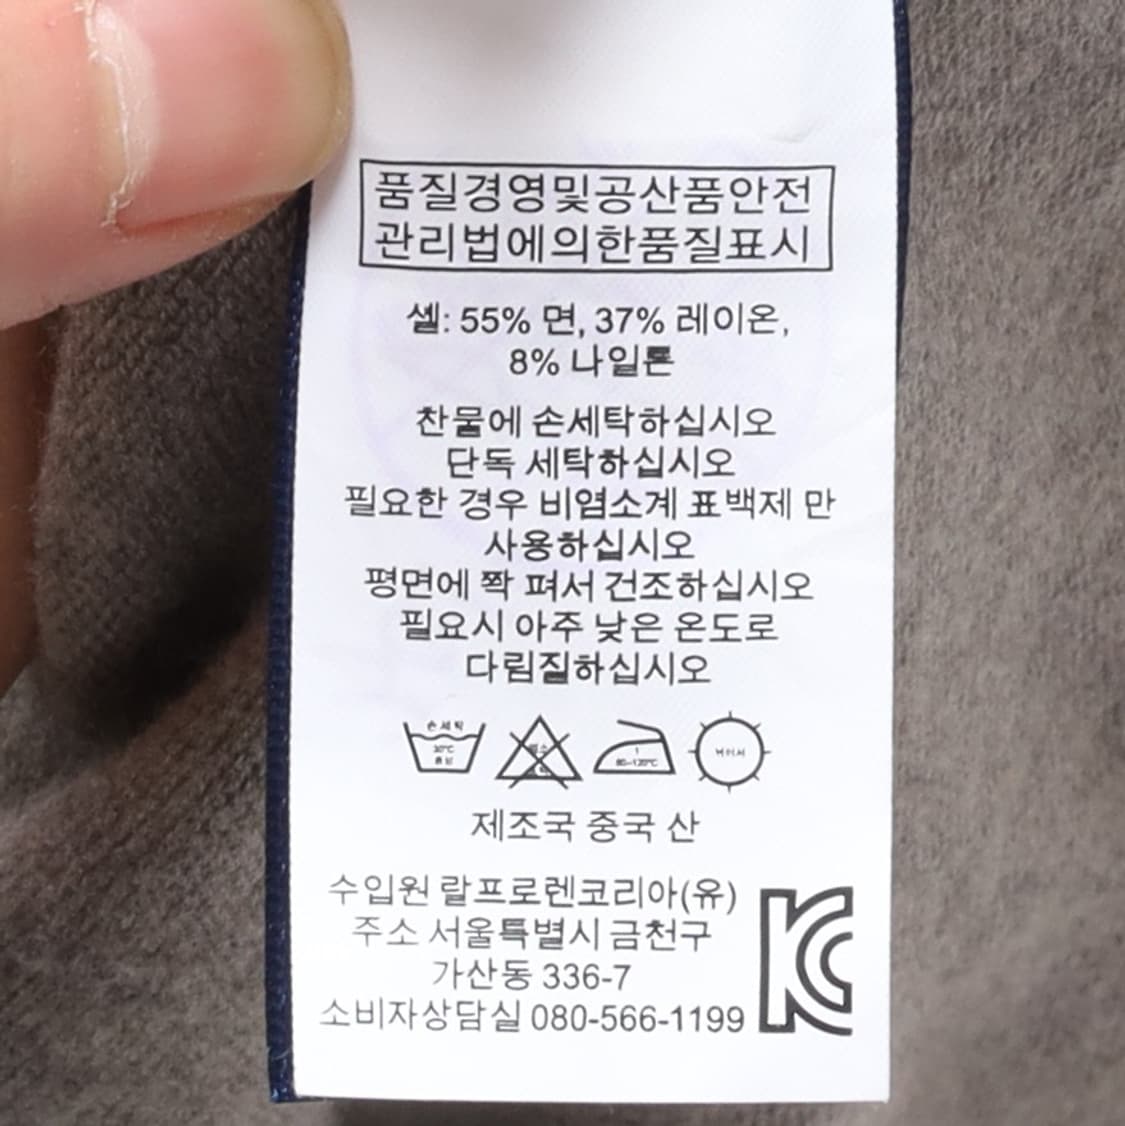 품질경영및공산품안전
관리법에의한품질표시
셀: 55% 면, 37% 레이온,
8% 나일론
찬물에 손세탁하십시오
단독 세탁하십시오
필요한 경우 비염소계 표백제 만
사용하십시오
평면에 짝 펴서 건조하십시오
필요시 아주 낮은 온도로
다림질하십시오
손세탁
30°C
1
80~120°C
제조국 중국 산
수입원 랄프로렌코리아(유)
주소 서울특별시 금천구
가산동 336-7
소비자상담실 080-566-1199